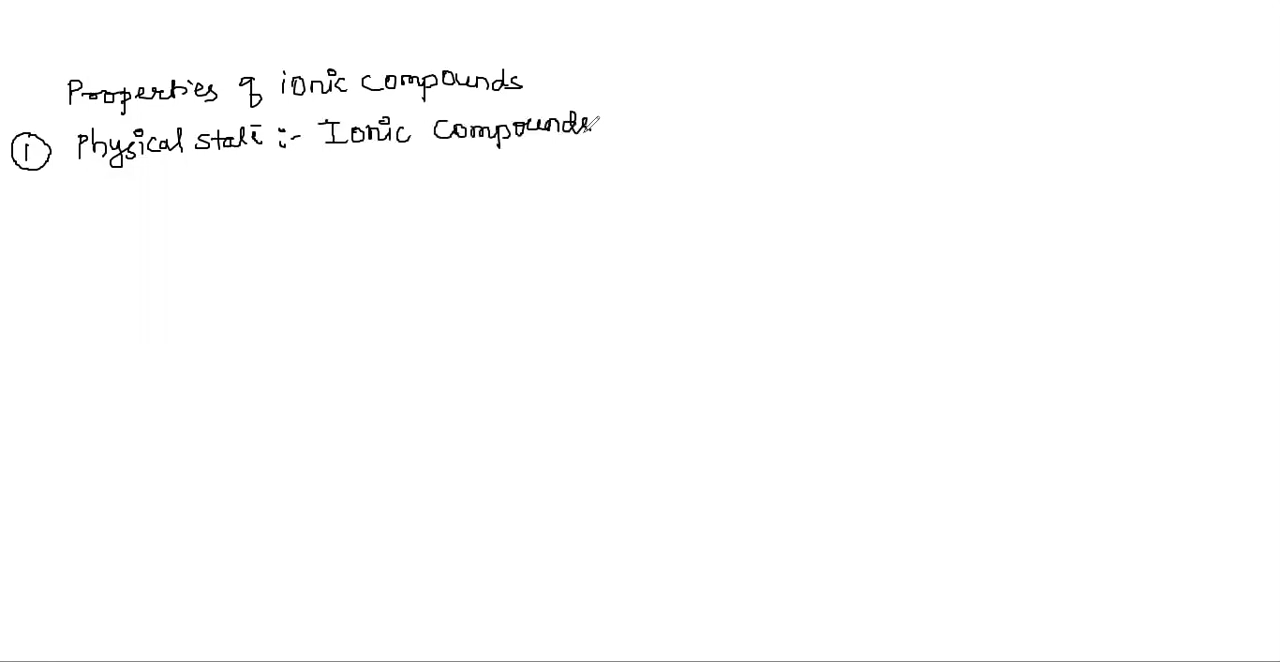 Properties of ionic compounds
① Physical state :- Ionic compounds